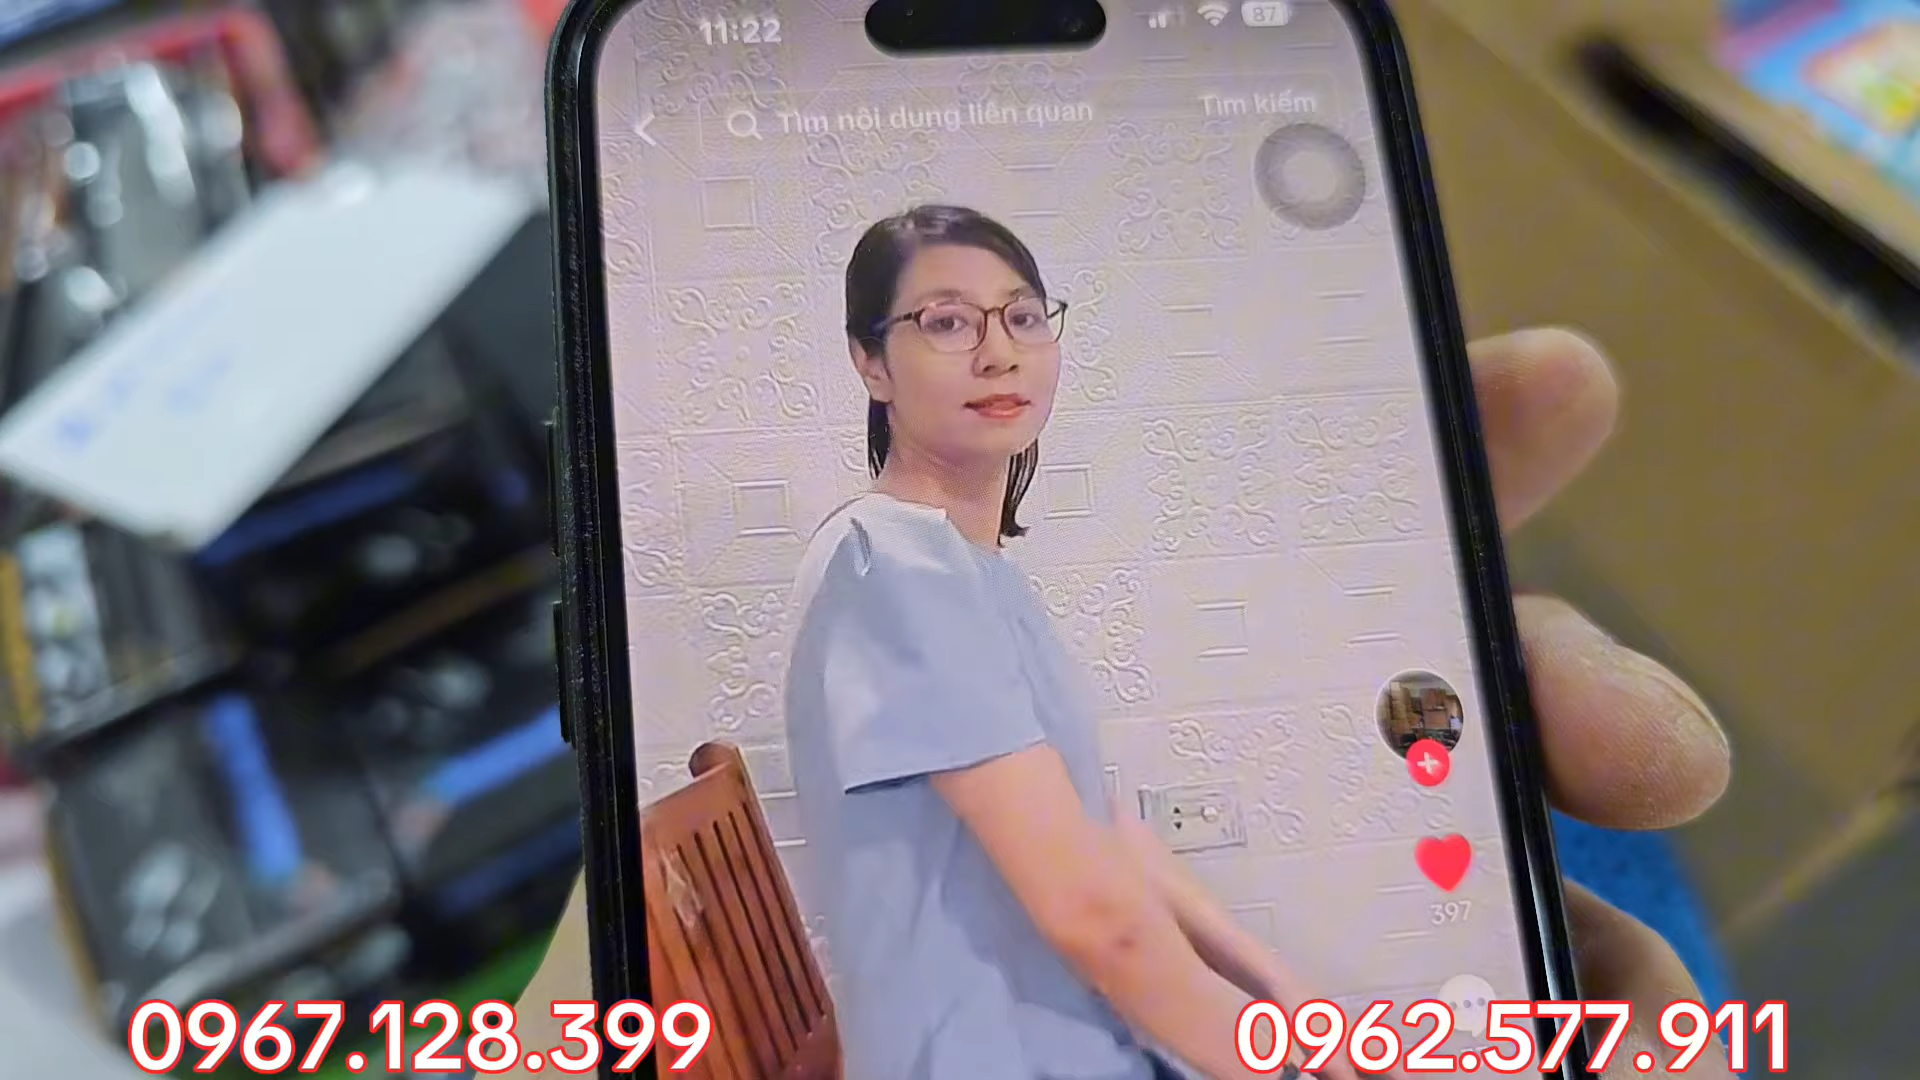 11:22
87
Tìm nội dung liên quan
Tìm kiếm
397
0967.128.399
0962.577.911